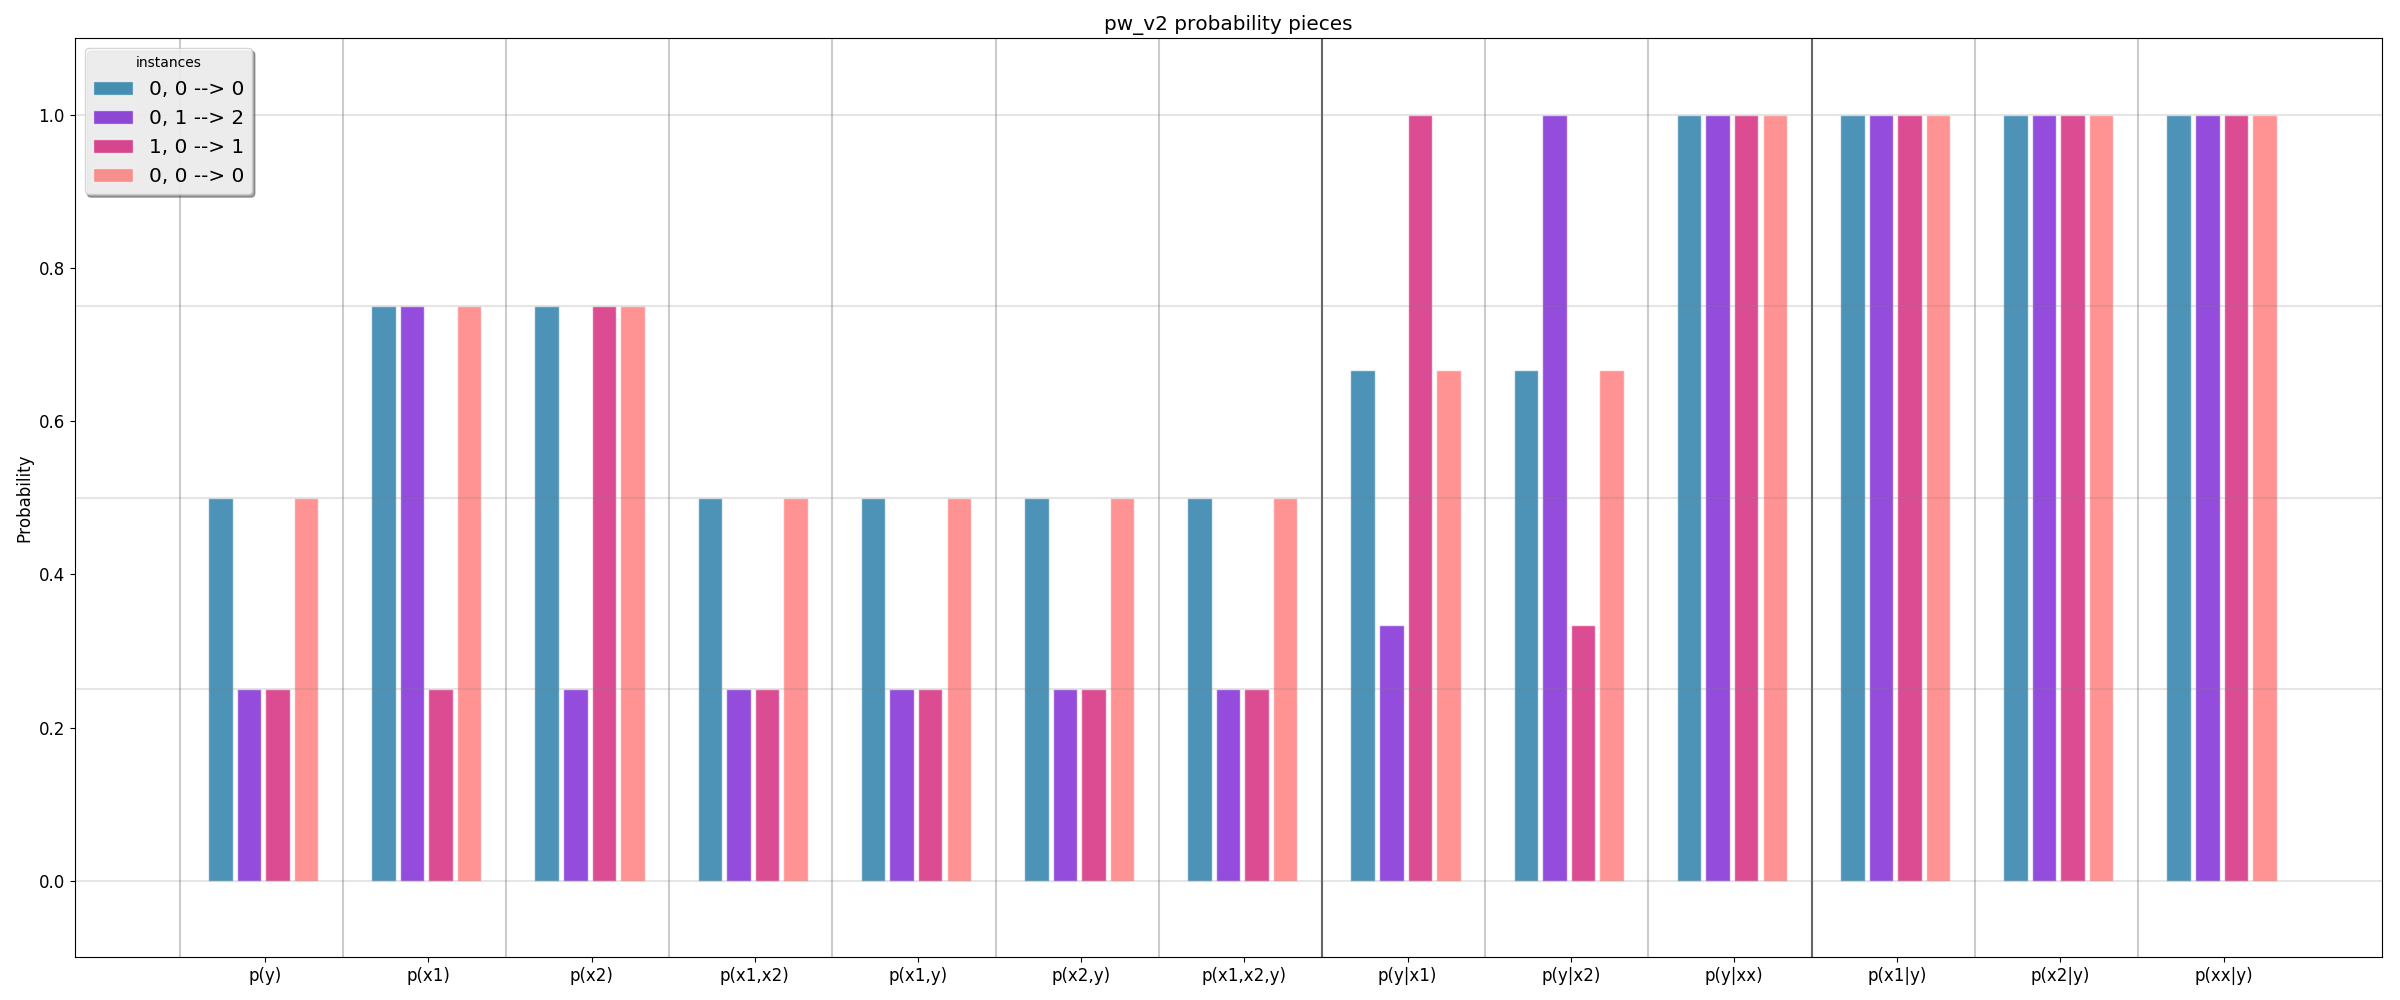 pw_v2 probability pieces
instances
0, 0 --> 0
0, 1 --> 2
1, 0 --> 1
0, 0 --> 0
Probability
1.0
0.8
0.6
0.4
0.2
0.0
p(y) p(x1) p(x2) p(x1,x2) p(x1,y) p(x2,y) p(x1,x2,y) p(y|x1) p(y|x2) p(y|xx) p(x1|y) p(x2|y) p(xx|y)